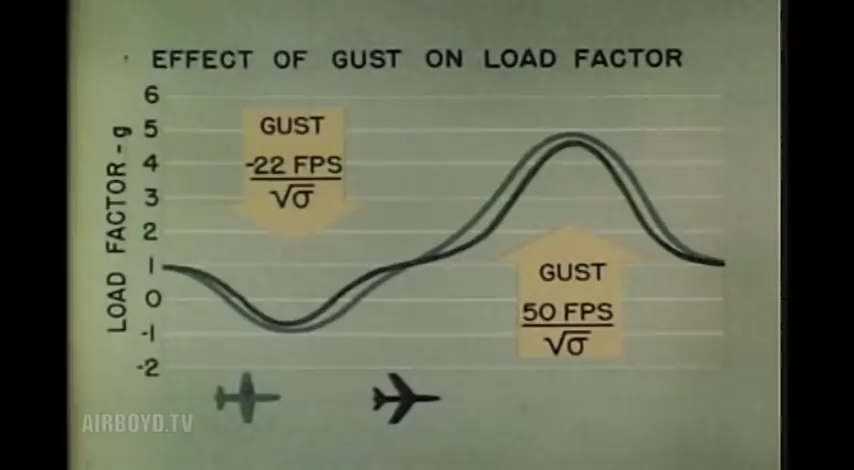 EFFECT OF GUST ON LOAD FACTOR
LOAD FACTOR - g
6
5
4
3
2
1
0
-1
-2
GUST
-22 FPS
√σ
GUST
50 FPS
√σ
AIRBOYD.TV